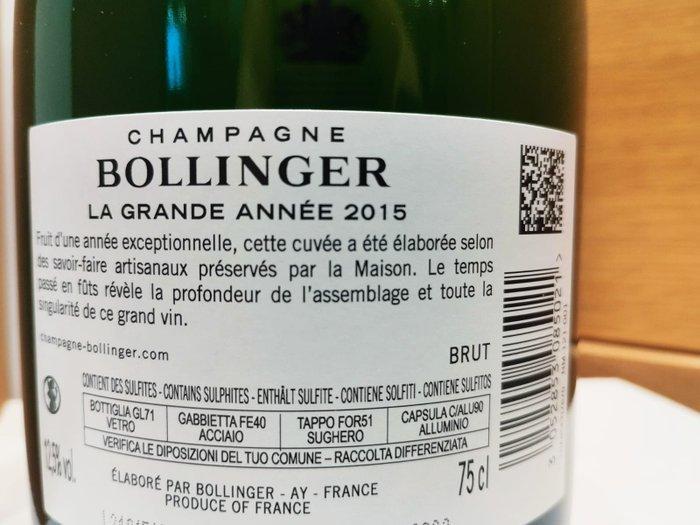 CHAMPAGNE
BOLLINGER
LA GRANDE ANNÉE 2015
Fruit d'une année exceptionnelle, cette cuvée a été élaborée selon
des savoir-faire artisanaux préservés par la Maison. Le temps
passé en fûts révèle la profondeur de l'assemblage et toute la
singularité de ce grand vin.
champagne-bollinger.com
BRUT
CONTIENT DES SULFITES - CONTAINS SULPHITES - ENTHÄLT SULFITE - CONTIENE SOLFITI - CONTIENE SULFITOS
BOTTIGLIA GL71 GABBIETTA FE40 TAPPO FOR51 CAPSULA C/ALU90
VETRO ACCIAIO SUGHERO ALLUMINIO
VERIFICA LE DIPOSIZIONI DEL TUO COMUNE – RACCOLTA DIFFERENZIATA
12,5% vol.
75 cl
ÉLABORÉ PAR BOLLINGER - AY - FRANCE
PRODUCE OF FRANCE